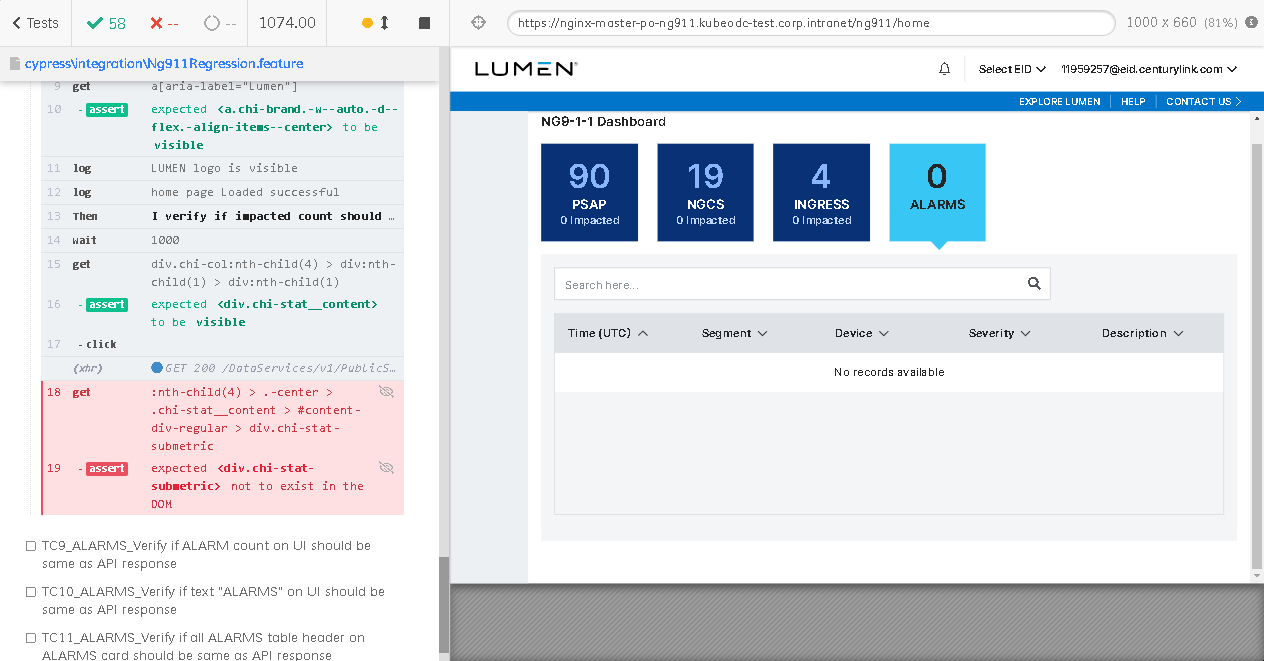 Tests
58
--
--
1074.00
https://nginx-master-po-ng911.kubeodc-test.corp.intranet/ng911/home
1000 x 660 (81%)
cypress\integration\Ng911Regression.feature
9 get a[aria-label="Lumen"]
10 -assert expected <a.chi-brand.-w--auto.-d--
flex.-align-items--center> to be
visible
11 log LUMEN logo is visible
12 log home page Loaded successful
13 Then I verify if impacted count should …
14 wait 1000
15 get div.chi-col:nth-child(4) > div:nth-
child(1) > div:nth-child(1)
16 -assert expected <div.chi-stat__content>
to be visible
17 -click
(xhr) GET 200 /DataServices/v1/PublicS…
18 get :nth-child(4) > .-center >
.chi-stat__content > #content-
div-regular > div.chi-stat-
submetric
19 -assert expected <div.chi-stat-
submetric> not to exist in the
DOM
TC9_ALARMS_Verify if ALARM count on UI should be
same as API response
TC10_ALARMS_Verify if text "ALARMS" on UI should be
same as API response
TC11_ALARMS_Verify if all ALARMS table header on
ALARMS card should be same as API response
LUMEN®
Select EID
11959257@eid.centurylink.com
EXPLORE LUMEN
HELP
CONTACT US
NG9-1-1 Dashboard
90
PSAP
0 Impacted
19
NGCS
0 Impacted
4
INGRESS
0 Impacted
0
ALARMS
Search here...
Time (UTC) Segment Device Severity Description
No records available